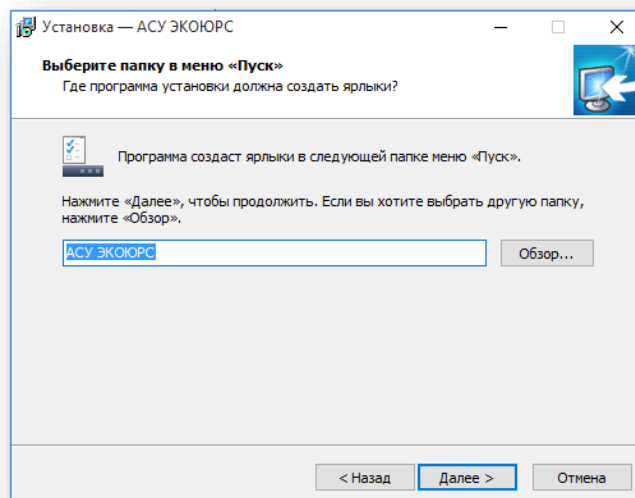 Установка — АСУ ЭКОЮРС
Выберите папку в меню «Пуск»
Где программа установки должна создать ярлыки?
Программа создаст ярлыки в следующей папке меню «Пуск».
Нажмите «Далее», чтобы продолжить. Если вы хотите выбрать другую папку,
нажмите «Обзор».
АСУ ЭКОЮРС
Обзор...
< Назад
Далее >
Отмена